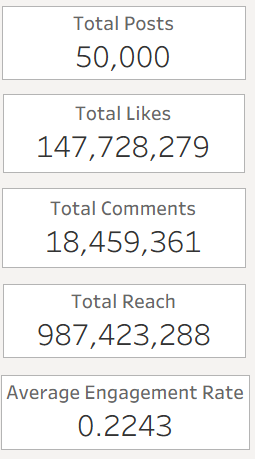 Total Posts
50,000
Total Likes
147,728,279
Total Comments
18,459,361
Total Reach
987,423,288
Average Engagement Rate
0.2243